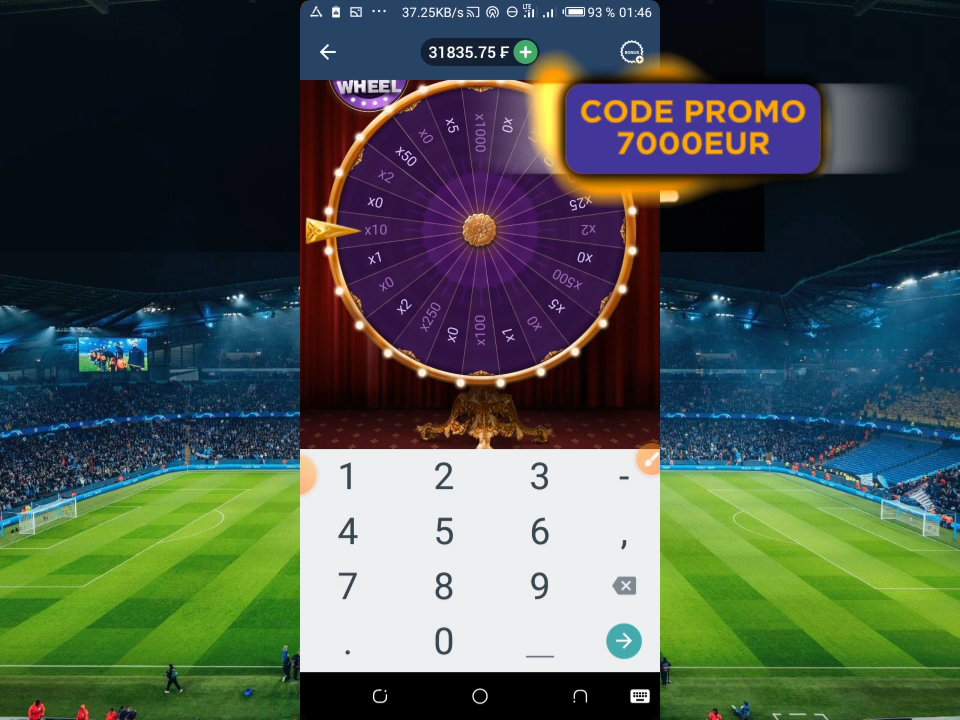 37.25KB/s LTE 93 % 01:46
31835.75 ₣ +
BONUS
WHEEL
CODE PROMO
7000EUR
x0
x5
x1000
x0
x50
x2
x0
x10
x1
x0
x2
x250
x0
x100
x1
x0
x5
x500
x0
x2
x25
1 2 3 -
4 5 6 ,
7 8 9
. 0 _